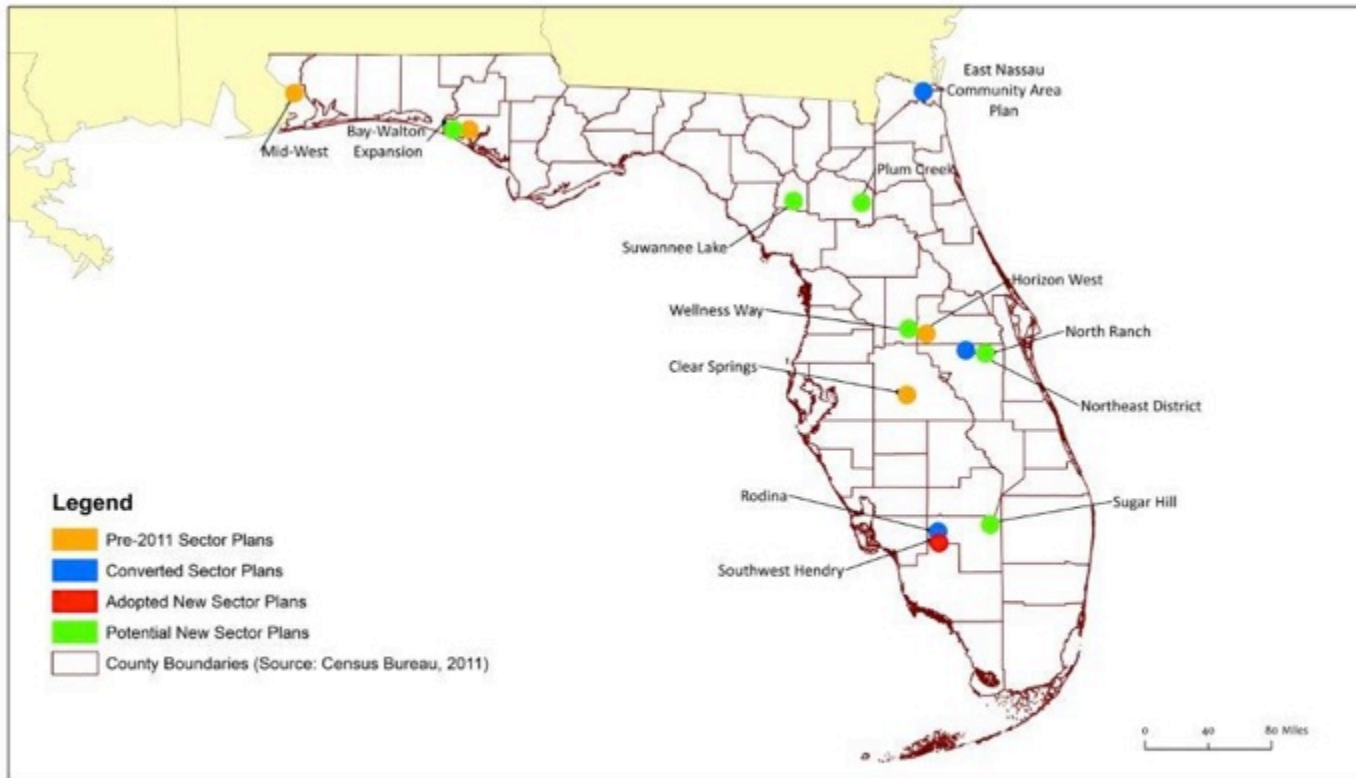 East Nassau
Community Area
Plan
Bay-Walton
Expansion
Mid-West
Plum Creek
Suwannee Lake
Horizon West
Wellness Way
North Ranch
Clear Springs
Northeast District
Rodina
Sugar Hill
Southwest Hendry
Legend
Pre-2011 Sector Plans
Converted Sector Plans
Adopted New Sector Plans
Potential New Sector Plans
County Boundaries (Source: Census Bureau, 2011)
0 40 80 Miles